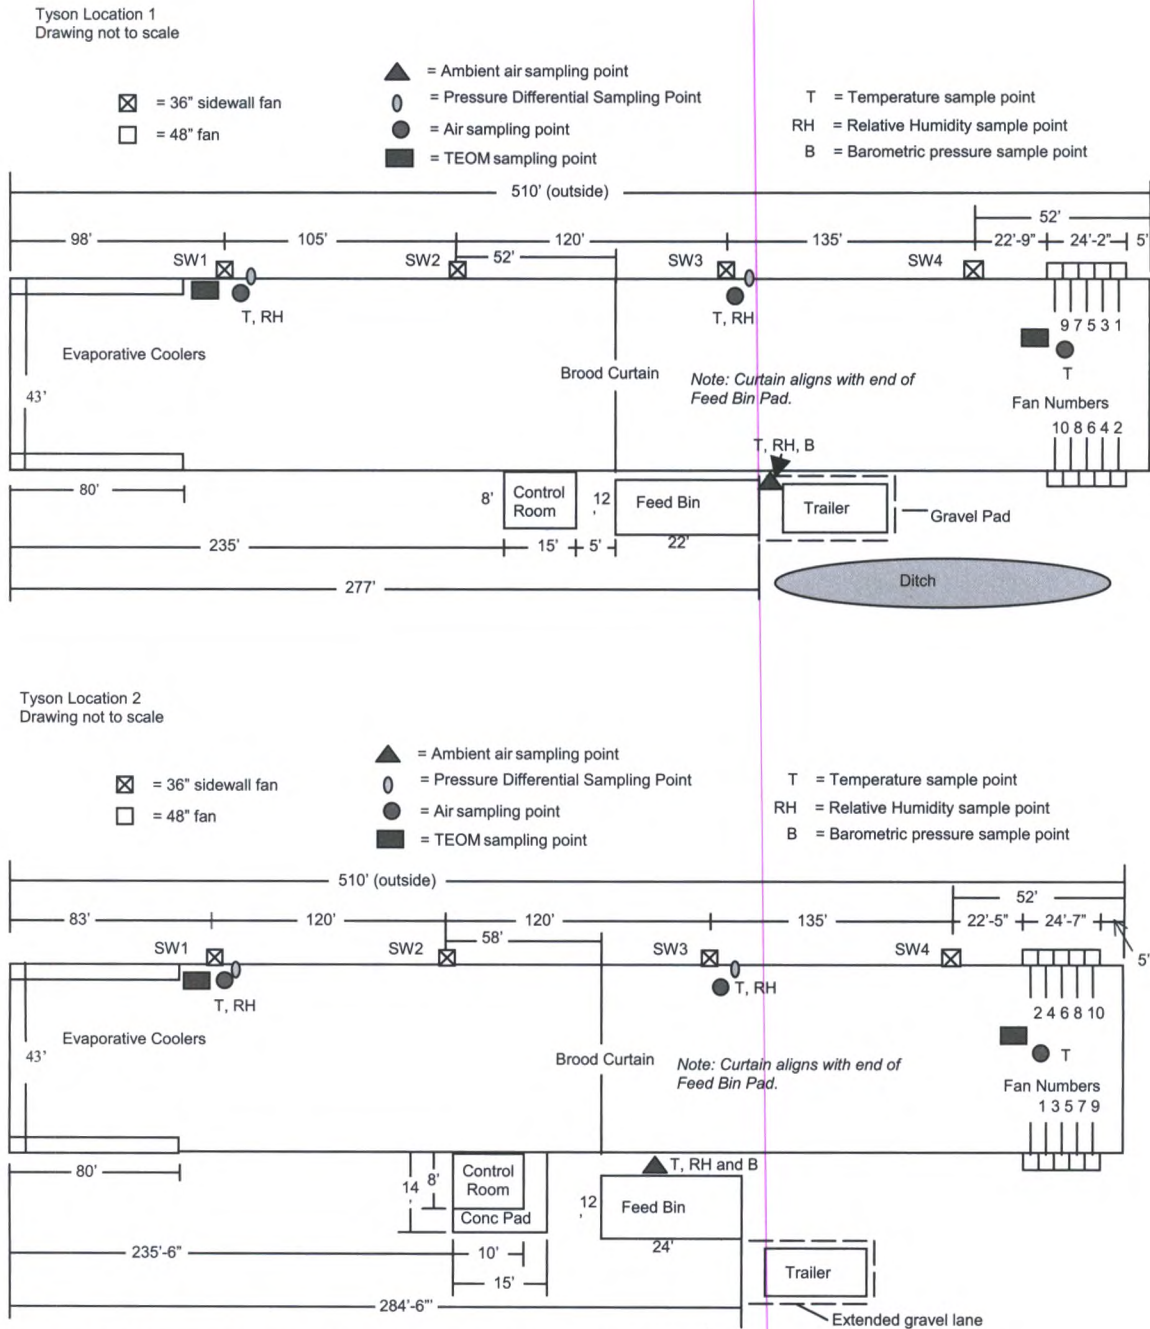 Tyson Location 1
Drawing not to scale
= 36” sidewall fan
= 48” fan
= Ambient air sampling point
= Pressure Differential Sampling Point
= Air sampling point
= TEOM sampling point
T = Temperature sample point
RH = Relative Humidity sample point
B = Barometric pressure sample point
510’ (outside)
52’
98’ 105’ 120’ 135’ 22’-9” 24’-2” 5’
SW1 SW2 52’ SW3 SW4
T, RH T, RH
9 7 5 3 1
T
Evaporative Coolers
43’
Brood Curtain
Note: Curtain aligns with end of
Feed Bin Pad.
Fan Numbers
10 8 6 4 2
T, RH, B
80’
8’
Control
Room
12
’
Feed Bin
Trailer
Gravel Pad
235’ 15’ 5’ 22’
277’
Ditch
Tyson Location 2
Drawing not to scale
= 36” sidewall fan
= 48” fan
= Ambient air sampling point
= Pressure Differential Sampling Point
= Air sampling point
= TEOM sampling point
T = Temperature sample point
RH = Relative Humidity sample point
B = Barometric pressure sample point
510’ (outside)
52’
83’ 120’ 120’ 135’ 22’-5” 24’-7”
5’
SW1 SW2 58’ SW3 SW4
T, RH T, RH
2 4 6 8 10
T
Evaporative Coolers
43’
Brood Curtain
Note: Curtain aligns with end of
Feed Bin Pad.
Fan Numbers
1 3 5 7 9
T, RH and B
80’
14
’
8’
Control
Room
Conc Pad
12
’
Feed Bin
24’
235’-6”
10’
15’
Trailer
284’-6”’
Extended gravel lane